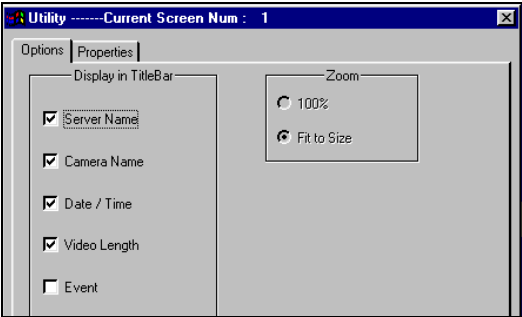 Utility -------Current Screen Num :   1
Options Properties
Display in TitleBar
Zoom
Server Name
100%
Camera Name
Fit to Size
Date / Time
Video Length
Event